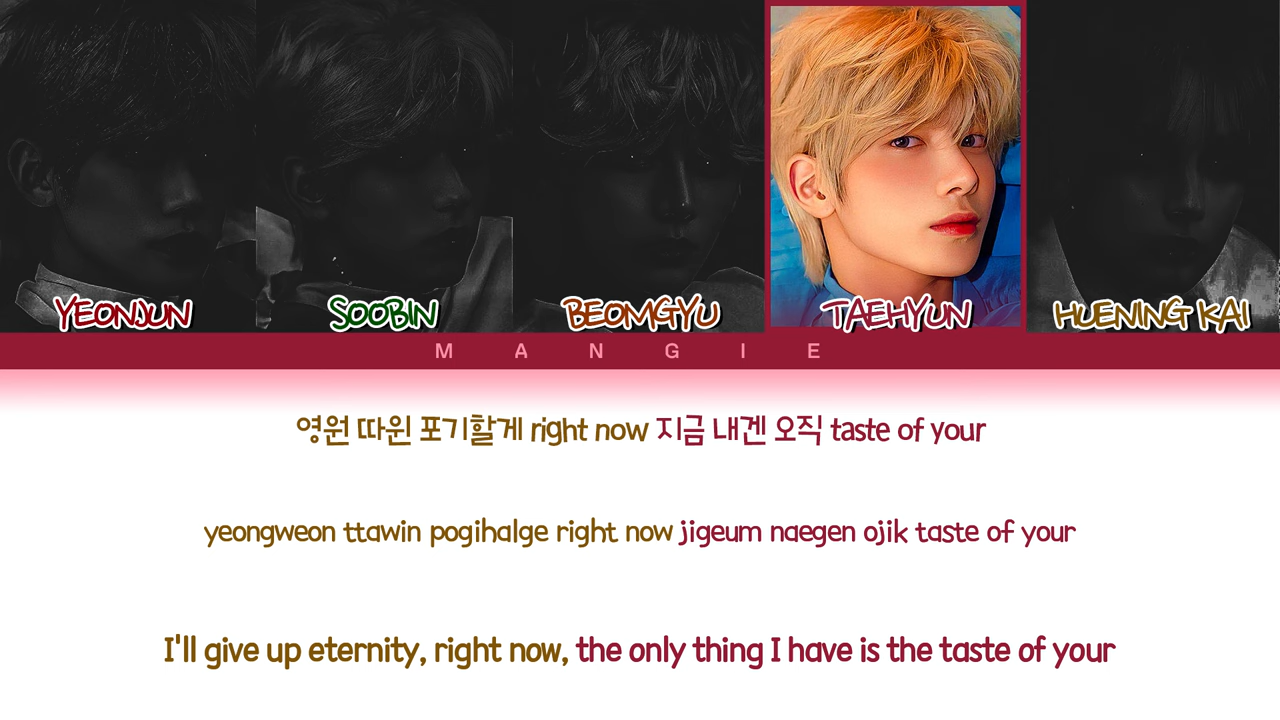 YEONJUN SOOBIN BEOMGYU TAEHYUN HUENING KAI
M A N G I E
영원 따윈 포기할게 right now 지금 내겐 오직 taste of your
yeongweon ttawin pogihalge right now jigeum naegen ojik taste of your
I'll give up eternity, right now, the only thing I have is the taste of your